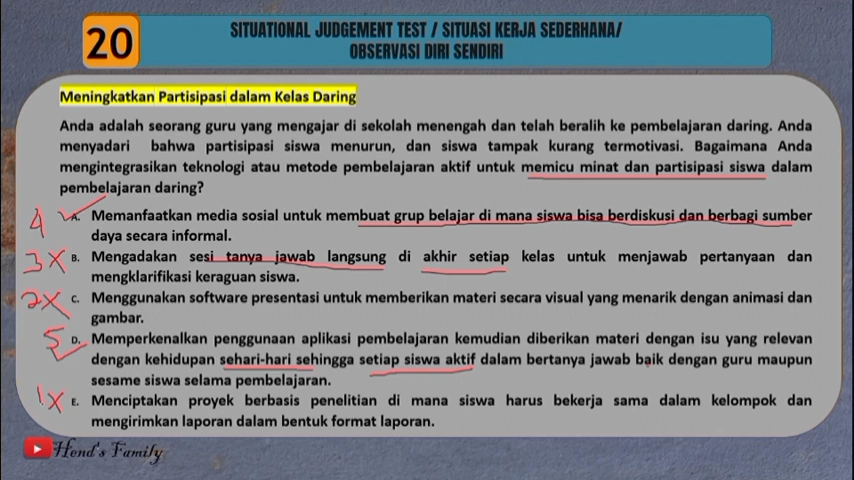 20
SITUATIONAL JUDGEMENT TEST / SITUASI KERJA SEDERHANA/
OBSERVASI DIRI SENDIRI
Meningkatkan Partisipasi dalam Kelas Daring
Anda adalah seorang guru yang mengajar di sekolah menengah dan telah beralih ke pembelajaran daring. Anda
menyadari bahwa partisipasi siswa menurun, dan siswa tampak kurang termotivasi. Bagaimana Anda
mengintegrasikan teknologi atau metode pembelajaran aktif untuk memicu minat dan partisipasi siswa dalam
pembelajaran daring?
4 A. Memanfaatkan media sosial untuk membuat grup belajar di mana siswa bisa berdiskusi dan berbagi sumber
daya secara informal.
3X B. Mengadakan sesi tanya jawab langsung di akhir setiap kelas untuk menjawab pertanyaan dan
mengklarifikasi keraguan siswa.
2X C. Menggunakan software presentasi untuk memberikan materi secara visual yang menarik dengan animasi dan
gambar.
5 D. Memperkenalkan penggunaan aplikasi pembelajaran kemudian diberikan materi dengan isu yang relevan
dengan kehidupan sehari-hari sehingga setiap siswa aktif dalam bertanya jawab baik dengan guru maupun
sesama siswa selama pembelajaran.
1X E. Menciptakan proyek berbasis penelitian di mana siswa harus bekerja sama dalam kelompok dan
mengirimkan laporan dalam bentuk format laporan.
Hend's Family